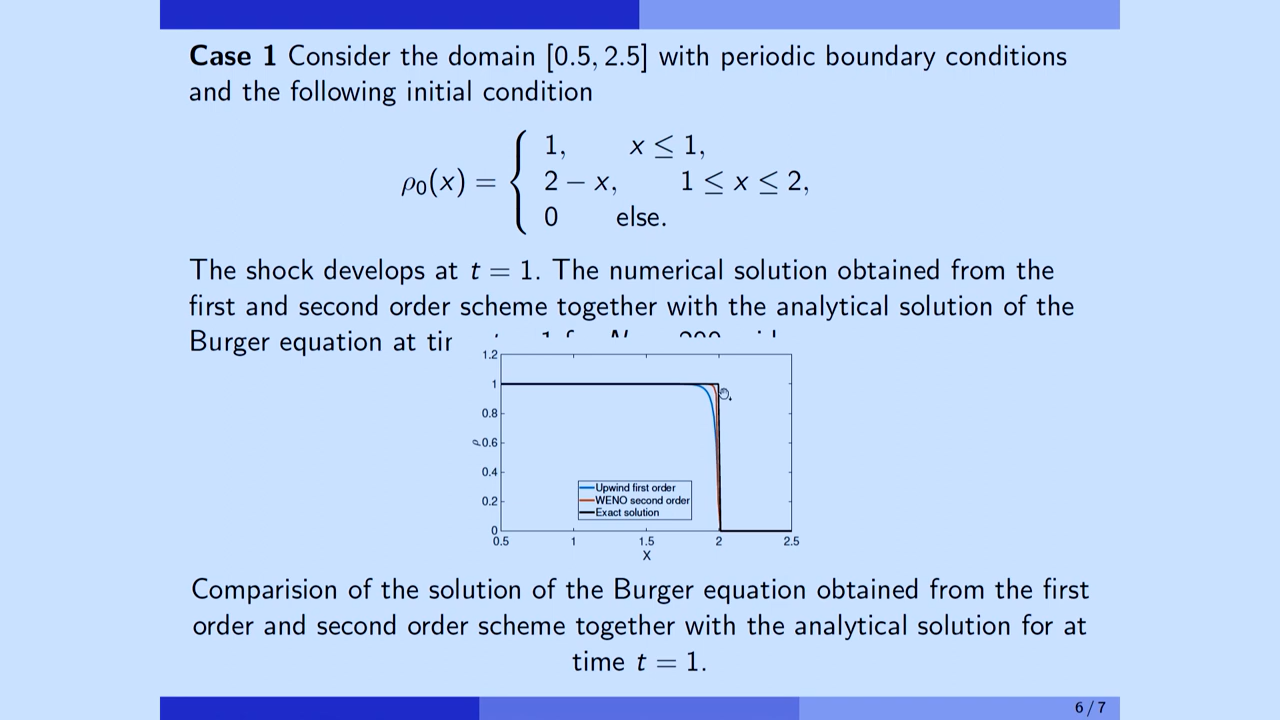 Case 1 Consider the domain [0.5, 2.5] with periodic boundary conditions
and the following initial condition
ρ₀(x) = { 1, x ≤ 1,
2 − x, 1 ≤ x ≤ 2,
0 else.
The shock develops at t = 1. The numerical solution obtained from the
first and second order scheme together with the analytical solution of the
Burger equation at
1.2
1
0.8
ρ 0.6
0.4
0.2
0
Upwind first order
WENO second order
Exact solution
0.5 1 1.5 2 2.5
X
Comparision of the solution of the Burger equation obtained from the first
order and second order scheme together with the analytical solution for at
time t = 1.
6 / 7